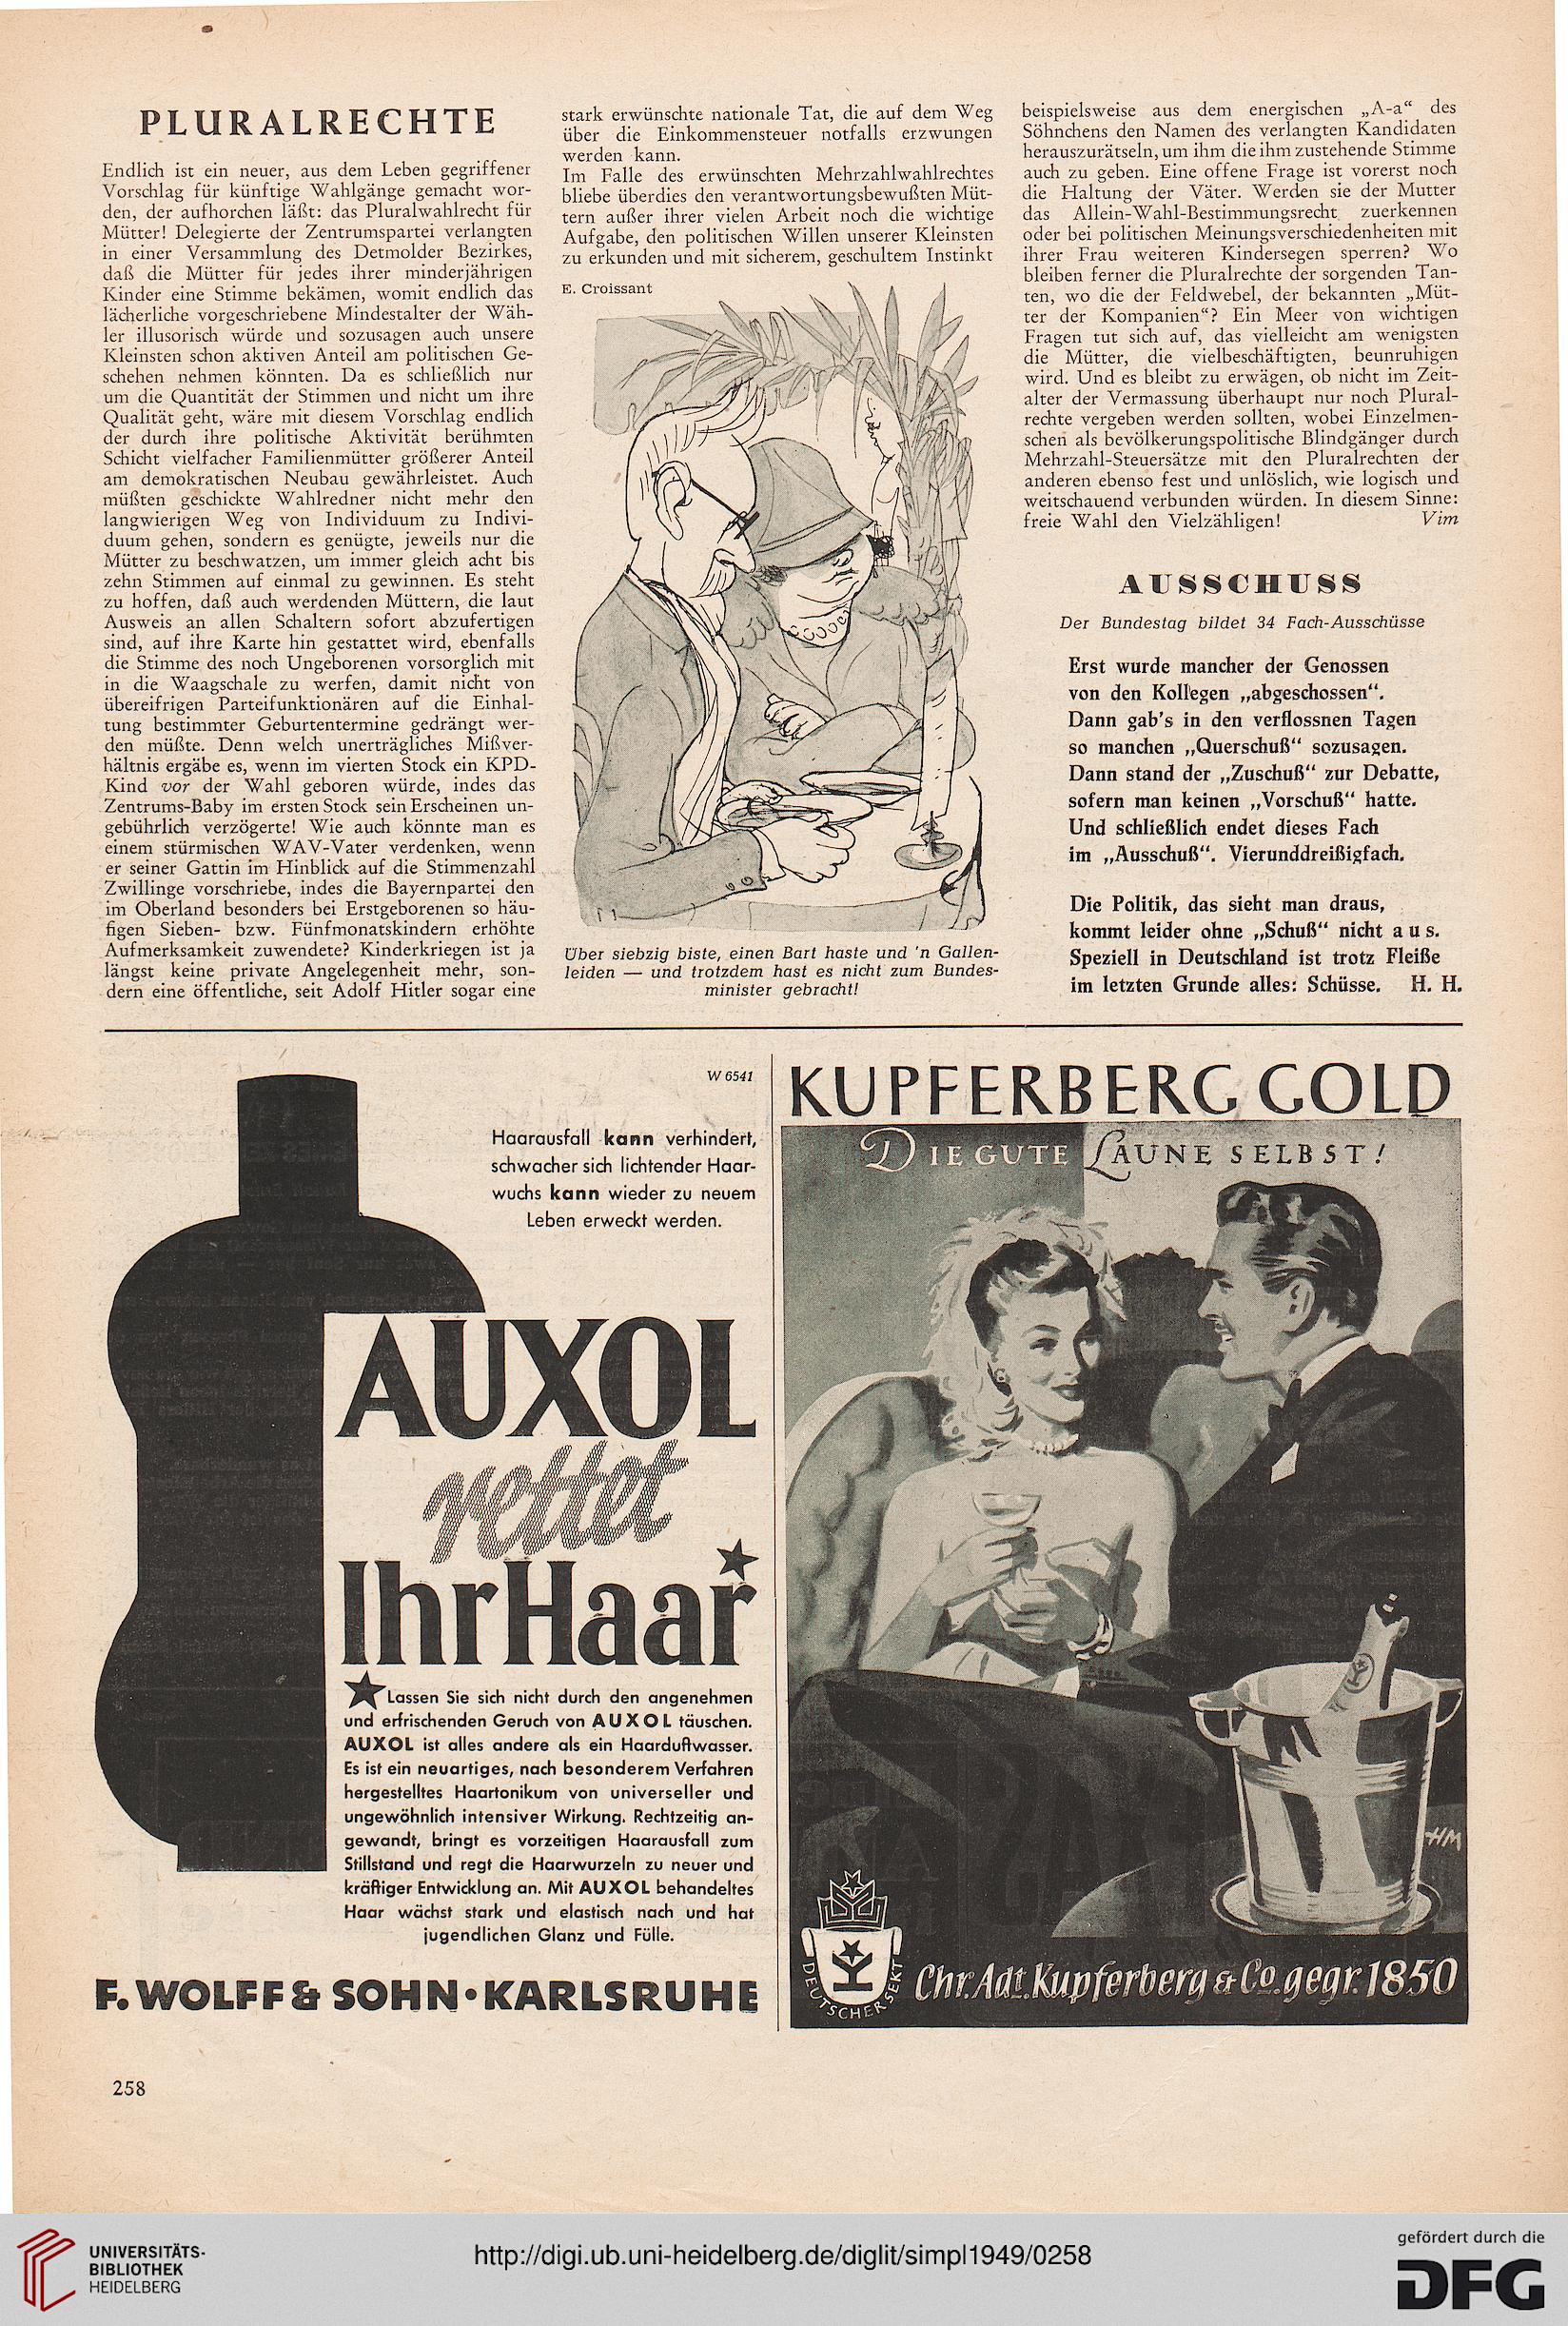 PLURALRECHTE
Endlich ist ein neuer, aus dem Leben gegriffener
Vorschlag für künftige Wahlgänge gemacht wor-
den, der aufhorchen läßt: das Pluralwahlrecht für
Mütter! Delegierte der Zentrumspartei verlangten
in einer Versammlung des Detmolder Bezirkes,
daß die Mütter für jedes ihrer minderjährigen
Kinder eine Stimme bekämen, womit endlich das
lächerliche vorgeschriebene Mindestalter der Wäh-
ler illusorisch würde und sozusagen auch unsere
Kleinsten schon aktiven Anteil am politischen Ge-
schehen nehmen könnten. Da es schließlich nur
um die Quantität der Stimmen und nicht um ihre
Qualität geht, wäre mit diesem Vorschlag endlich
der durch ihre politische Aktivität berühmten
Schicht vielfacher Familienmütter größerer Anteil
am demokratischen Neubau gewährleistet. Auch
müßten geschickte Wahlredner nicht mehr den
langwierigen Weg von Individuum zu Indivi-
duum gehen, sondern es genügte, jeweils nur die
Mütter zu beschwatzen, um immer gleich acht bis
zehn Stimmen auf einmal zu gewinnen. Es steht
zu hoffen, daß auch werdenden Müttern, die laut
Ausweis an allen Schaltern sofort abzufertigen
sind, auf ihre Karte hin gestattet wird, ebenfalls
die Stimme des noch Ungeborenen vorsorglich mit
in die Waagschale zu werfen, damit nicht von
übereifrigen Parteifunktionären auf die Einhal-
tung bestimmter Geburtentermine gedrängt wer-
den müßte. Denn welch unerträgliches Mißver-
hältnis ergäbe es, wenn im vierten Stock ein KPD-
Kind vor der Wahl geboren würde, indes das
Zentrums-Baby im ersten Stock sein Erscheinen un-
gebührlich verzögerte! Wie auch könnte man es
einem stürmischen WAV-Vater verdenken, wenn
er seiner Gattin im Hinblick auf die Stimmenzahl
Zwillinge vorschriebe, indes die Bayernpartei den
im Oberland besonders bei Erstgeborenen so häu-
figen Sieben- bzw. Fünfmonatskindern erhöhte
Aufmerksamkeit zuwendete? Kinderkriegen ist ja
längst keine private Angelegenheit mehr, son-
dern eine öffentliche, seit Adolf Hitler sogar eine
stark erwünschte nationale Tat, die auf dem Weg
über die Einkommensteuer notfalls erzwungen
werden kann.
Im Falle des erwünschten Mehrzahlwahlrechtes
bliebe überdies den verantwortungsbewußten Müt-
tern außer ihrer vielen Arbeit noch die wichtige
Aufgabe, den politischen Willen unserer Kleinsten
zu erkunden und mit sicherem, geschultem Instinkt
E. Croissant
Über siebzig biste, einen Bart haste und 'n Gallen-
leiden — und trotzdem hast es nicht zum Bundes-
minister gebracht!
beispielsweise aus dem energischen „A-a“ des
Söhnchens den Namen des verlangten Kandidaten
herauszurätseln, um ihm die ihm zustehende Stimme
auch zu geben. Eine offene Frage ist vorerst noch
die Haltung der Väter. Werden sie der Mutter
das Allein-Wahl-Bestimmungsrecht zuerkennen
oder bei politischen Meinungsverschiedenheiten mit
ihrer Frau weiteren Kindersegen sperren? Wo
bleiben ferner die Pluralrechte der sorgenden Tan-
ten, wo die der Feldwebel, der bekannten „Müt-
ter der Kompanien“? Ein Meer von wichtigen
Fragen tut sich auf, das vielleicht am wenigsten
die Mütter, die vielbeschäftigten, beunruhigen
wird. Und es bleibt zu erwägen, ob nicht im Zeit-
alter der Vermassung überhaupt nur noch Plural-
rechte vergeben werden sollten, wobei Einzelmen-
schen als bevölkerungspolitische Blindgänger durch
Mehrzahl-Steuersätze mit den Pluralrechten der
anderen ebenso fest und unlöslich, wie logisch und
weitschauend verbunden würden. In diesem Sinne:
freie Wahl den Vielzähligen! Vim
AUSSCHUSS
Der Bundestag bildet 34 Fach-Ausschüsse
Erst wurde mancher der Genossen
von den Kollegen „abgeschossen“.
Dann gab's in den verflossnen Tagen
so manchen „Querschuß“ sozusagen.
Dann stand der „Zuschuß“ zur Debatte,
sofern man keinen „Vorschuß“ hatte.
Und schließlich endet dieses Fach
im „Ausschuß“. Vierunddreißigfach.
Die Politik, das sieht man draus,
kommt leider ohne „Schuß“ nicht aus.
Speziell in Deutschland ist trotz Fleiße
im letzten Grunde alles: Schüsse. H. H.
W 6541
Haarausfall kann verhindert,
schwacher sich lichtender Haar-
wuchs kann wieder zu neuem
Leben erweckt werden.
AUXOL
rettet
Ihr Haar
Lassen Sie sich nicht durch den angenehmen
und erfrischenden Geruch von AUXOL täuschen.
AUXOL ist alles andere als ein Haarduftwasser.
Es ist ein neuartiges, nach besonderem Verfahren
hergestelltes Haartonikum von universeller und
ungewöhnlich intensiver Wirkung. Rechtzeitig an-
gewandt, bringt es vorzeitigen Haarausfall zum
Stillstand und regt die Haarwurzeln zu neuer und
kräftiger Entwicklung an. Mit AUXOL behandeltes
Haar wächst stark und elastisch nach und hat
jugendlichen Glanz und Fülle.
F. WOLFF & SOHN • KARLSRUHE
KUPFERBERG GOLD
DIE GUTE LAUNE SELBST!
HM
DEUTSCHER SEKT
Chr. Adt. Kupferberg & Co. gegr. 1850
258
UNIVERSITÄTS-
BIBLIOTHEK
HEIDELBERG
http://digi.ub.uni-heidelberg.de/diglit/simpl1949/0258
gefördert durch die
DFG